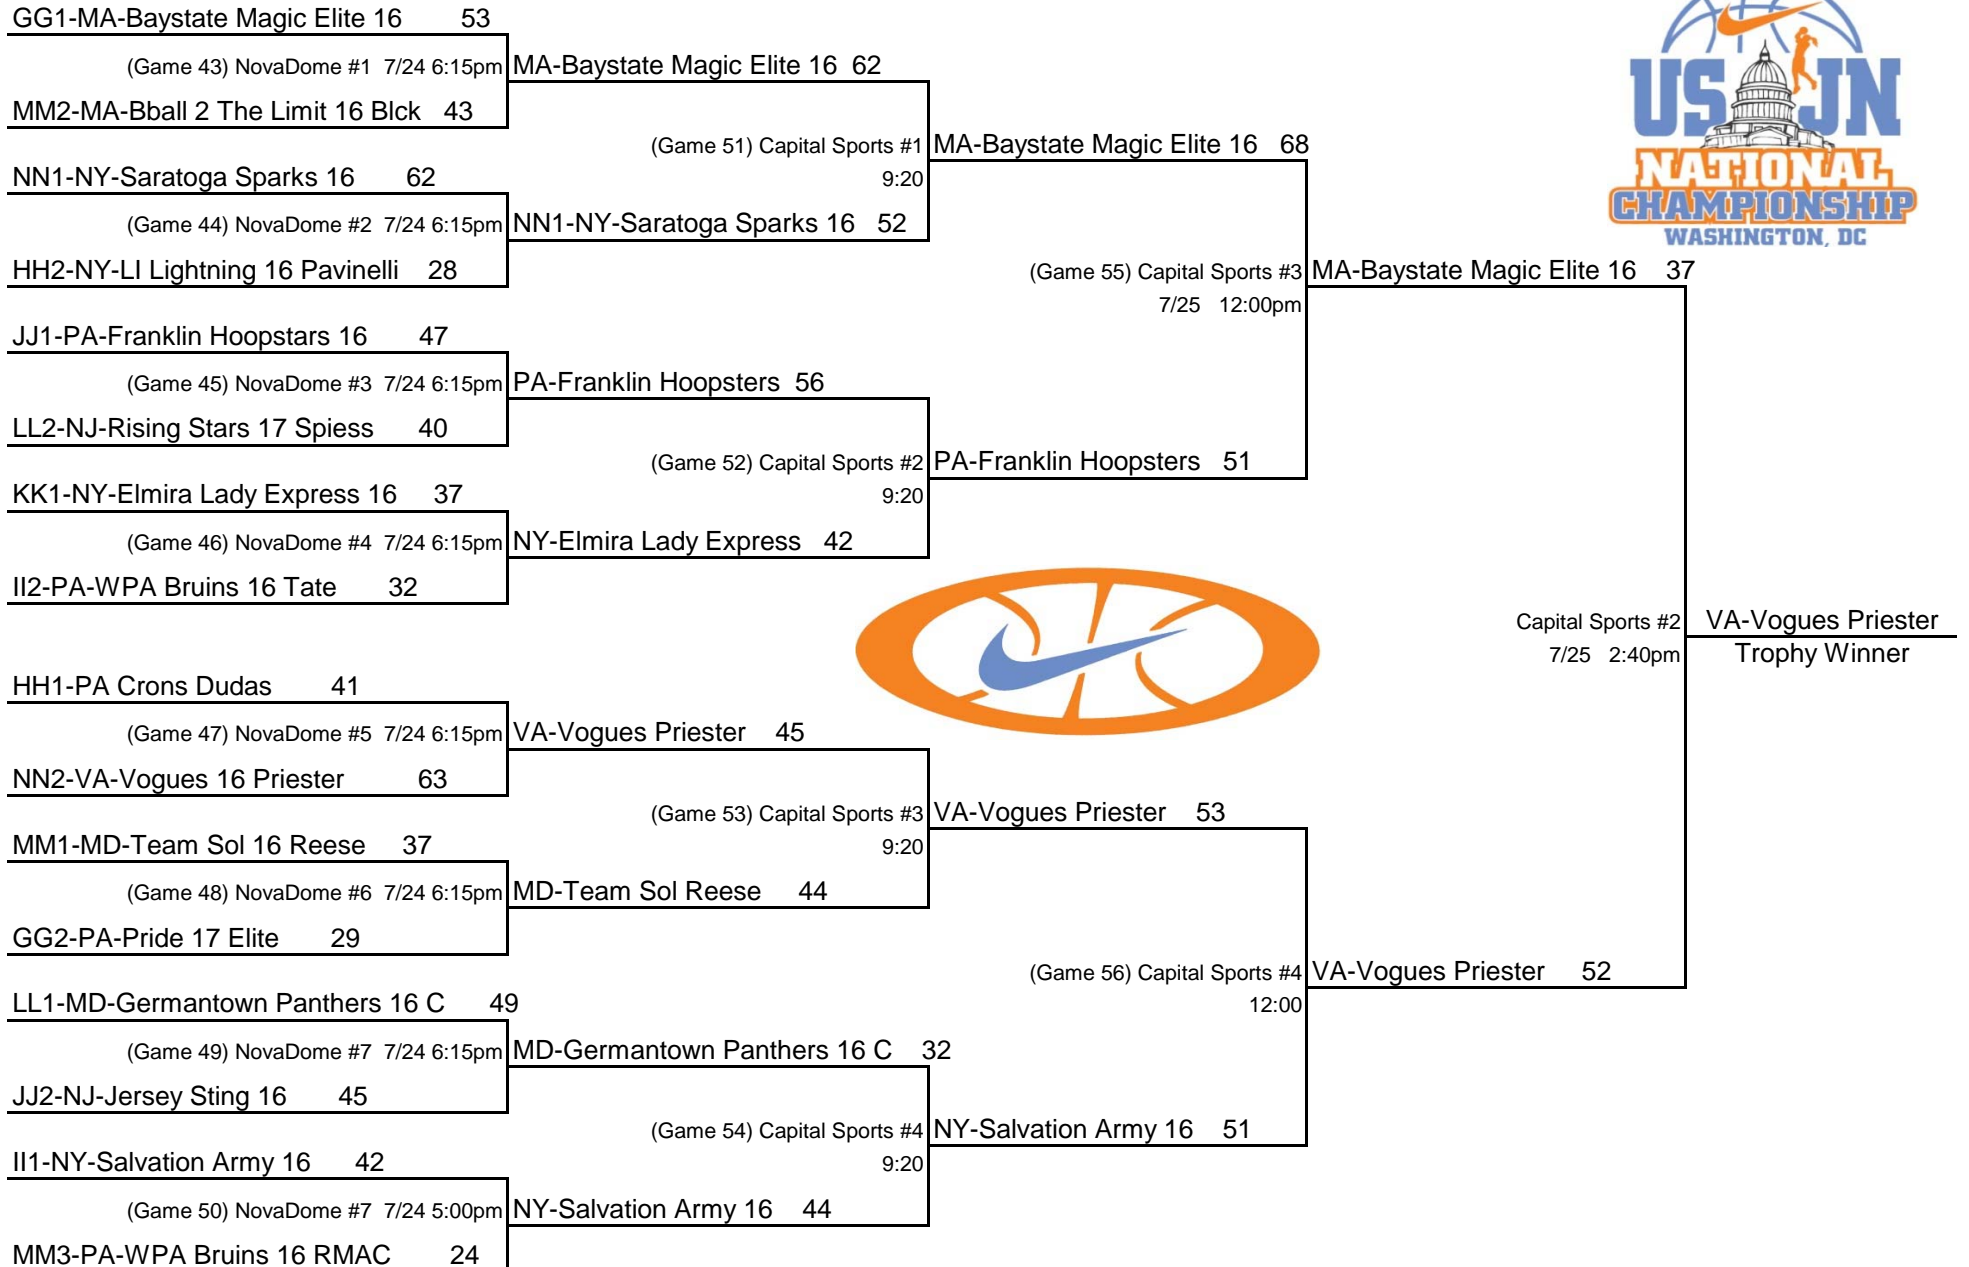 GG1-MA-Baystate Magic Elite 16 53
(Game 43) NovaDome #1 7/24 6:15pm MA-Baystate Magic Elite 16 62
MM2-MA-Bball 2 The Limit 16 Blck 43
(Game 51) Capital Sports #1 MA-Baystate Magic Elite 16 68
NN1-NY-Saratoga Sparks 16 62
9:20
(Game 44) NovaDome #2 7/24 6:15pm NN1-NY-Saratoga Sparks 16 52
US JN
NATIONAL
CHAMPIONSHIP
WASHINGTON, DC
HH2-NY-LI Lightning 16 Pavinelli 28
(Game 55) Capital Sports #3 MA-Baystate Magic Elite 16 37
7/25 12:00pm
JJ1-PA-Franklin Hoopstars 16 47
(Game 45) NovaDome #3 7/24 6:15pm PA-Franklin Hoopsters 56
LL2-NJ-Rising Stars 17 Spiess 40
(Game 52) Capital Sports #2 PA-Franklin Hoopsters 51
KK1-NY-Elmira Lady Express 16 37
9:20
(Game 46) NovaDome #4 7/24 6:15pm NY-Elmira Lady Express 42
II2-PA-WPA Bruins 16 Tate 32
Capital Sports #2 VA-Vogues Priester
7/25 2:40pm Trophy Winner
HH1-PA Crons Dudas 41
(Game 47) NovaDome #5 7/24 6:15pm VA-Vogues Priester 45
NN2-VA-Vogues 16 Priester 63
(Game 53) Capital Sports #3 VA-Vogues Priester 53
MM1-MD-Team Sol 16 Reese 37
9:20
(Game 48) NovaDome #6 7/24 6:15pm MD-Team Sol Reese 44
GG2-PA-Pride 17 Elite 29
(Game 56) Capital Sports #4 VA-Vogues Priester 52
LL1-MD-Germantown Panthers 16 C 49
12:00
(Game 49) NovaDome #7 7/24 6:15pm MD-Germantown Panthers 16 C 32
JJ2-NJ-Jersey Sting 16 45
(Game 54) Capital Sports #4 NY-Salvation Army 16 51
II1-NY-Salvation Army 16 42
9:20
(Game 50) NovaDome #7 7/24 5:00pm NY-Salvation Army 16 44
MM3-PA-WPA Bruins 16 RMAC 24